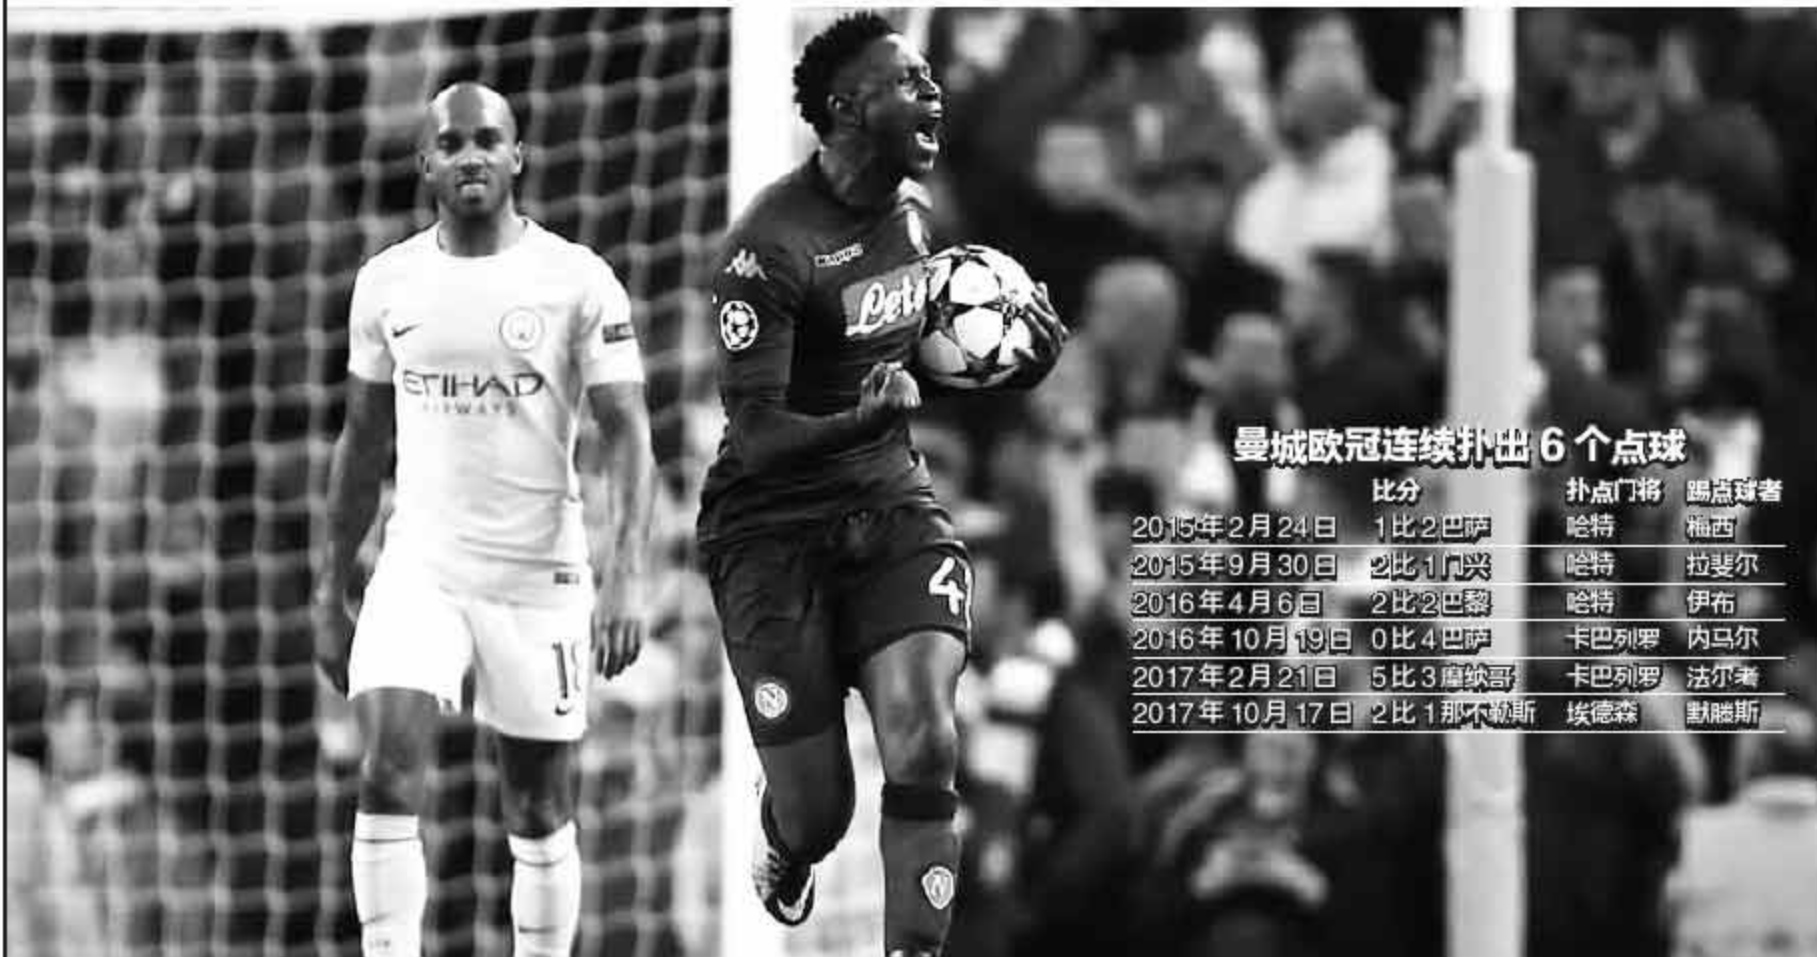 Kappa
Lete
ETIHAD
AIRWAYS
4
18
N
N
曼城欧冠连续扑出 6 个点球
比分 扑点门将 踢点球者
2015年2月24日 1比2巴萨 哈特 梅西
2015年9月30日 2比1门兴 哈特 拉斐尔
2016年4月6日 2比2巴黎 哈特 伊布
2016年10月19日 0比4巴萨 卡巴列罗 内马尔
2017年2月21日 5比3摩纳哥 卡巴列罗 法尔考
2017年10月17日 2比1那不勒斯 埃德森 默滕斯